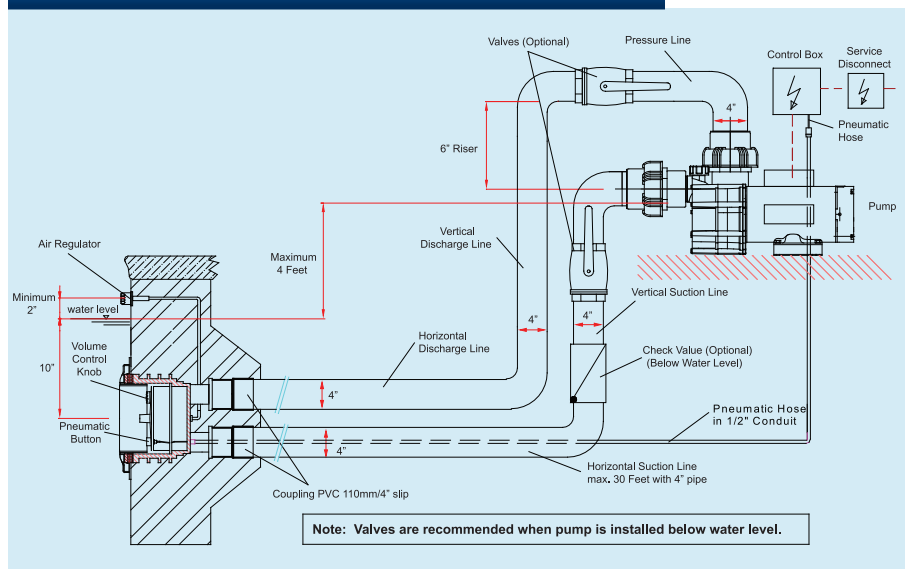 Valves (Optional)
Pressure Line
Control Box
Service
Disconnect
4"
Pneumatic
Hose
6" Riser
Pump
Vertical
Discharge Line
Maximum
4 Feet
Air Regulator
Minimum
2"
water level
Vertical Suction Line
4"
4"
Horizontal
Discharge Line
Check Value (Optional)
(Below Water Level)
10"
Volume
Control
Knob
4"
Pneumatic Hose
in 1/2" Conduit
Pneumatic
Button
4"
Horizontal Suction Line
max. 30 Feet with 4" pipe
Coupling PVC 110mm/4" slip
Note: Valves are recommended when pump is installed below water level.